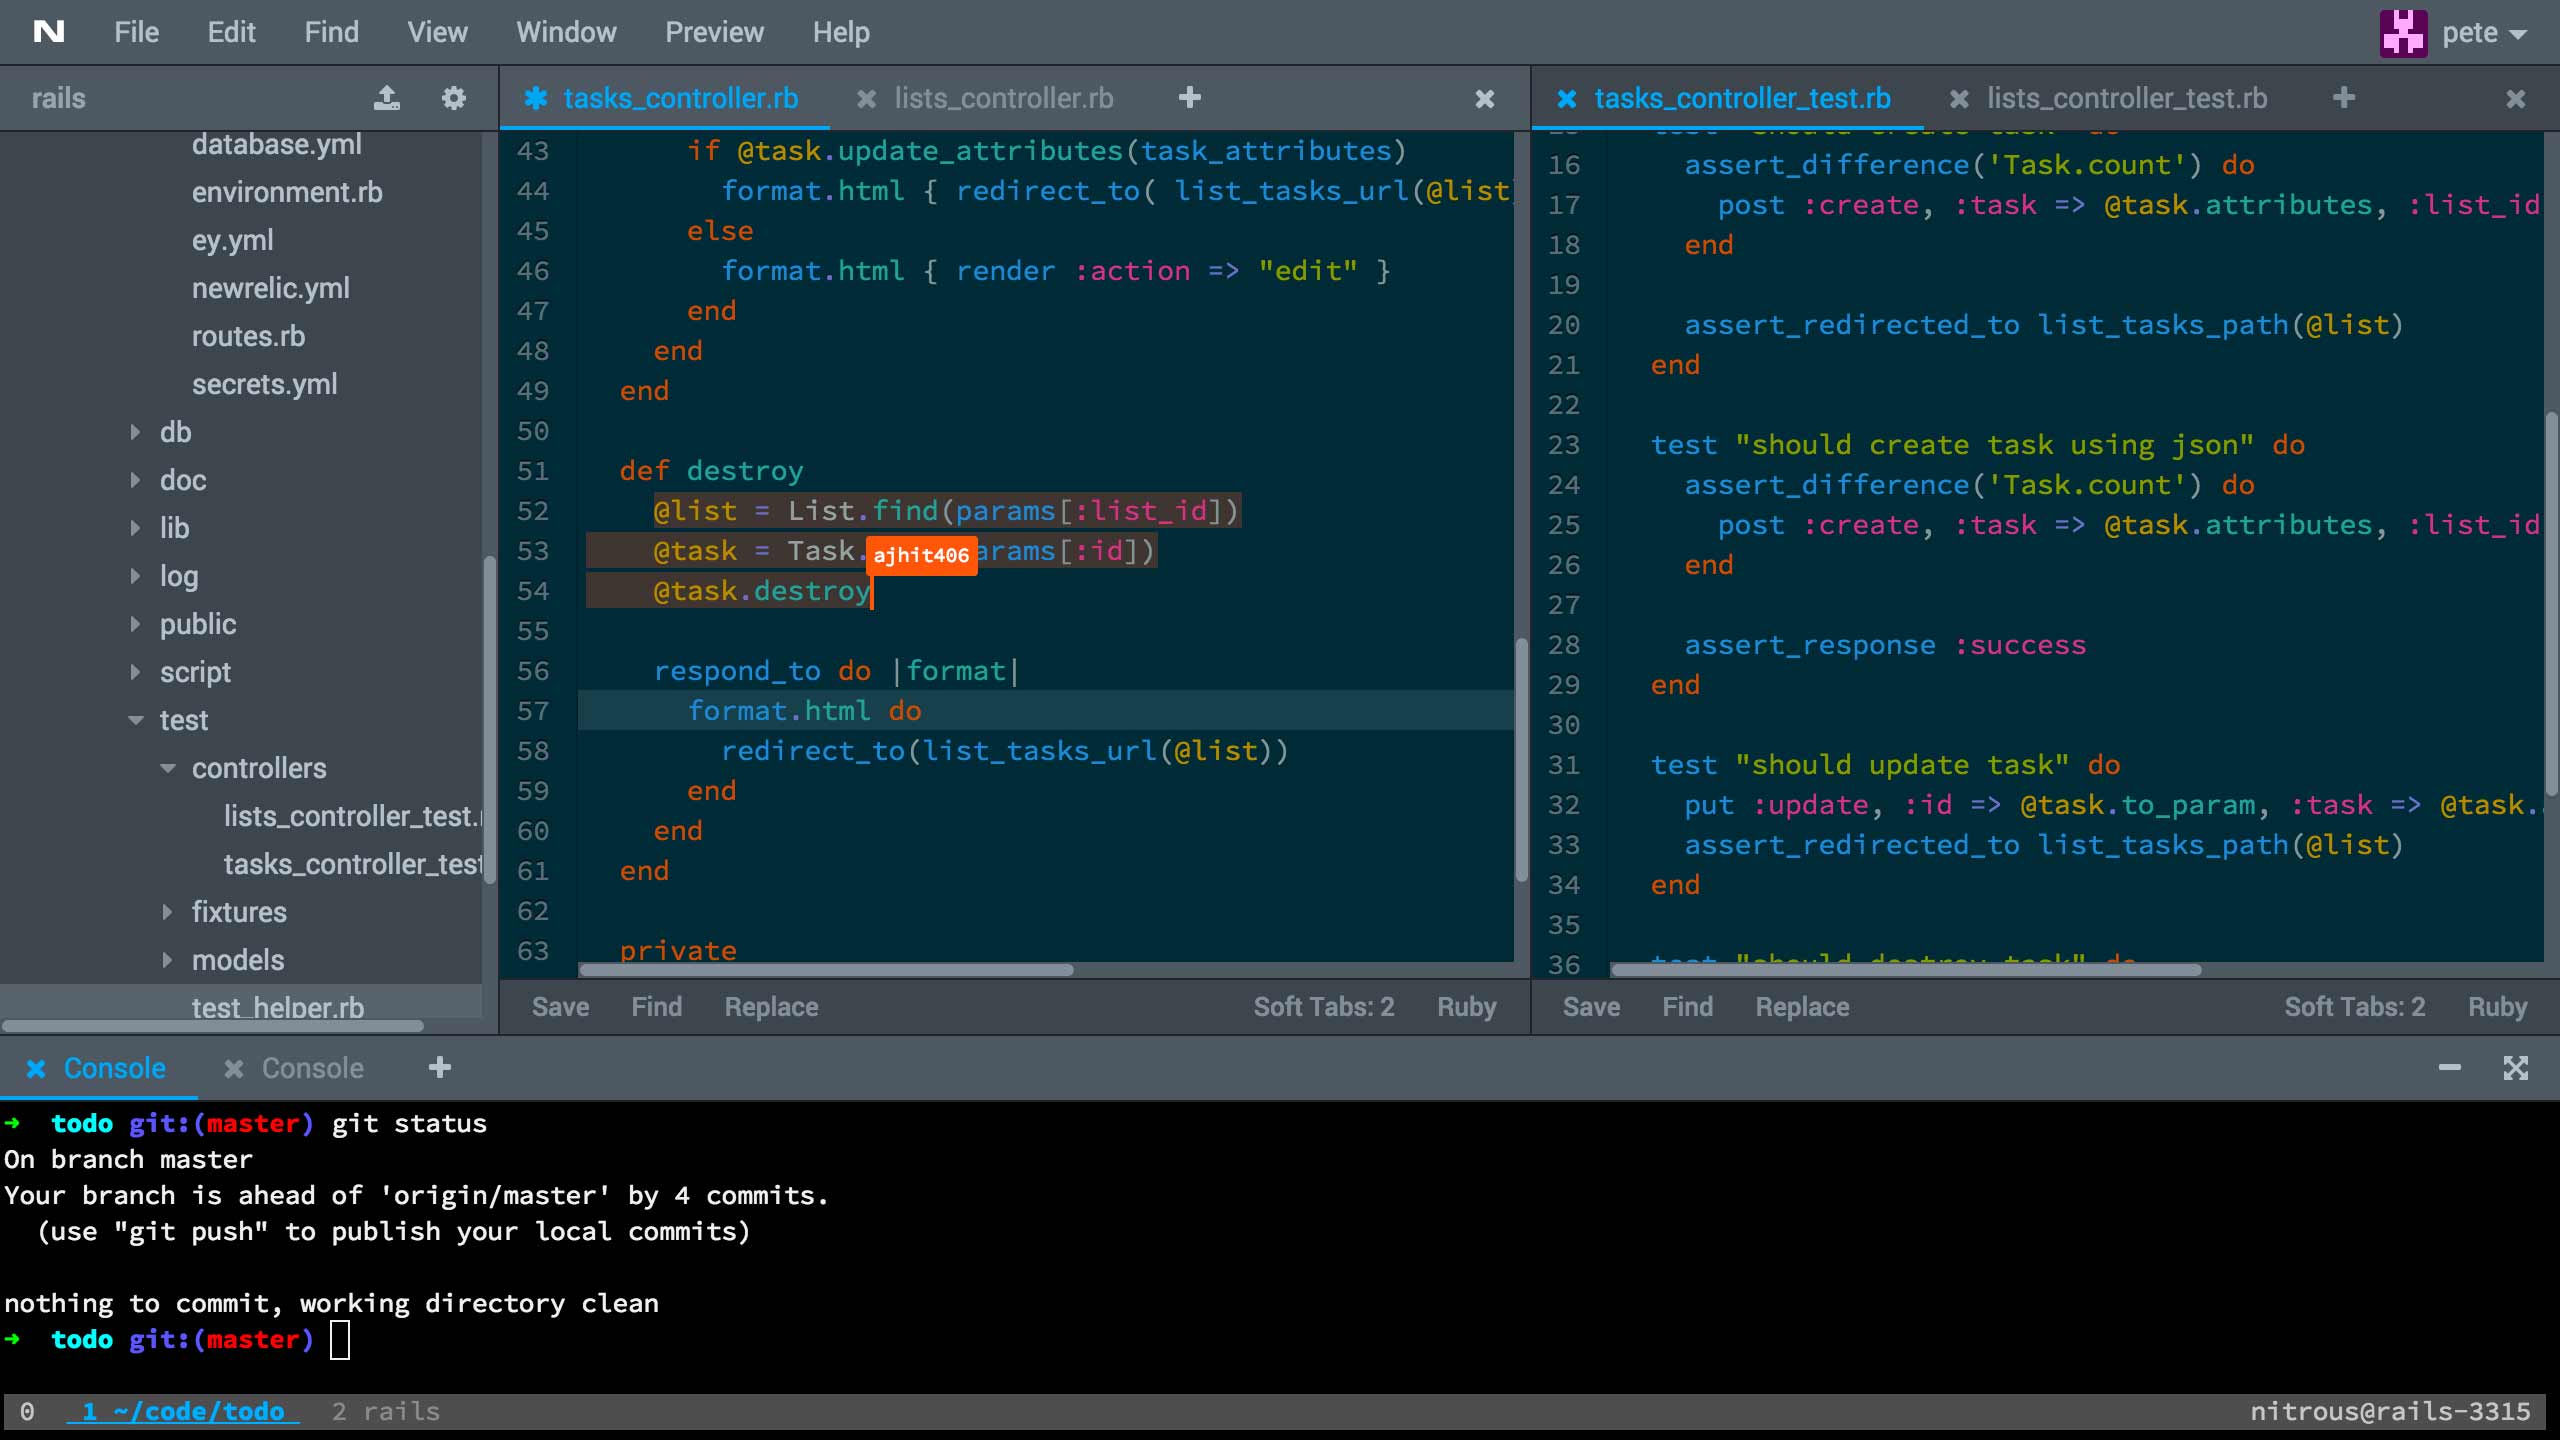 N File Edit Find View Window Preview Help pete
rails
database.yml
environment.rb
ey.yml
newrelic.yml
routes.rb
secrets.yml
db
doc
lib
log
public
script
test
controllers
lists_controller_test.
tasks_controller_test
fixtures
models
test_helper.rb
tasks_controller.rb lists_controller.rb
43 if @task.update_attributes(task_attributes)
44 format.html { redirect_to( list_tasks_url(@list
45 else
46 format.html { render :action => "edit" }
47 end
48 end
49 end
50
51 def destroy
52 @list = List.find(params[:list_id])
53 @task = Task. ajhit406 arams[:id])
54 @task.destroy
55
56 respond_to do |format|
57 format.html do
58 redirect_to(list_tasks_url(@list))
59 end
60 end
61 end
62
63 private
Save Find Replace Soft Tabs: 2 Ruby
tasks_controller_test.rb lists_controller_test.rb
test "should create task" do
16 assert_difference('Task.count') do
17 post :create, :task => @task.attributes, :list_id
18 end
19
20 assert_redirected_to list_tasks_path(@list)
21 end
22
23 test "should create task using json" do
24 assert_difference('Task.count') do
25 post :create, :task => @task.attributes, :list_id
26 end
27
28 assert_response :success
29 end
30
31 test "should update task" do
32 put :update, :id => @task.to_param, :task => @task.
33 assert_redirected_to list_tasks_path(@list)
34 end
35
36 test "should destroy task" do
Save Find Replace Soft Tabs: 2 Ruby
Console Console
➜ todo git:(master) git status
On branch master
Your branch is ahead of 'origin/master' by 4 commits.
(use "git push" to publish your local commits)
nothing to commit, working directory clean
➜ todo git:(master)
0 1 ~/code/todo 2 rails nitrous@rails-3315